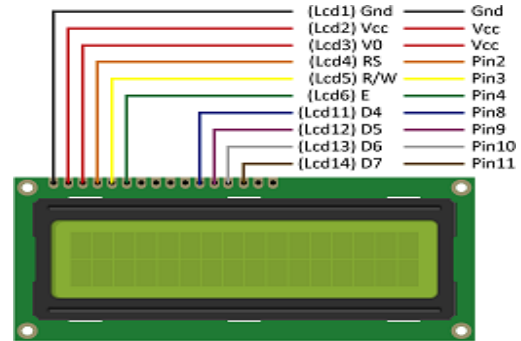 (Lcd1) Gnd Gnd
(Lcd2) Vcc Vcc
(Lcd3) V0 Vcc
(Lcd4) RS Pin2
(Lcd5) R/W Pin3
(Lcd6) E Pin4
(Lcd11) D4 Pin8
(Lcd12) D5 Pin9
(Lcd13) D6 Pin10
(Lcd14) D7 Pin11